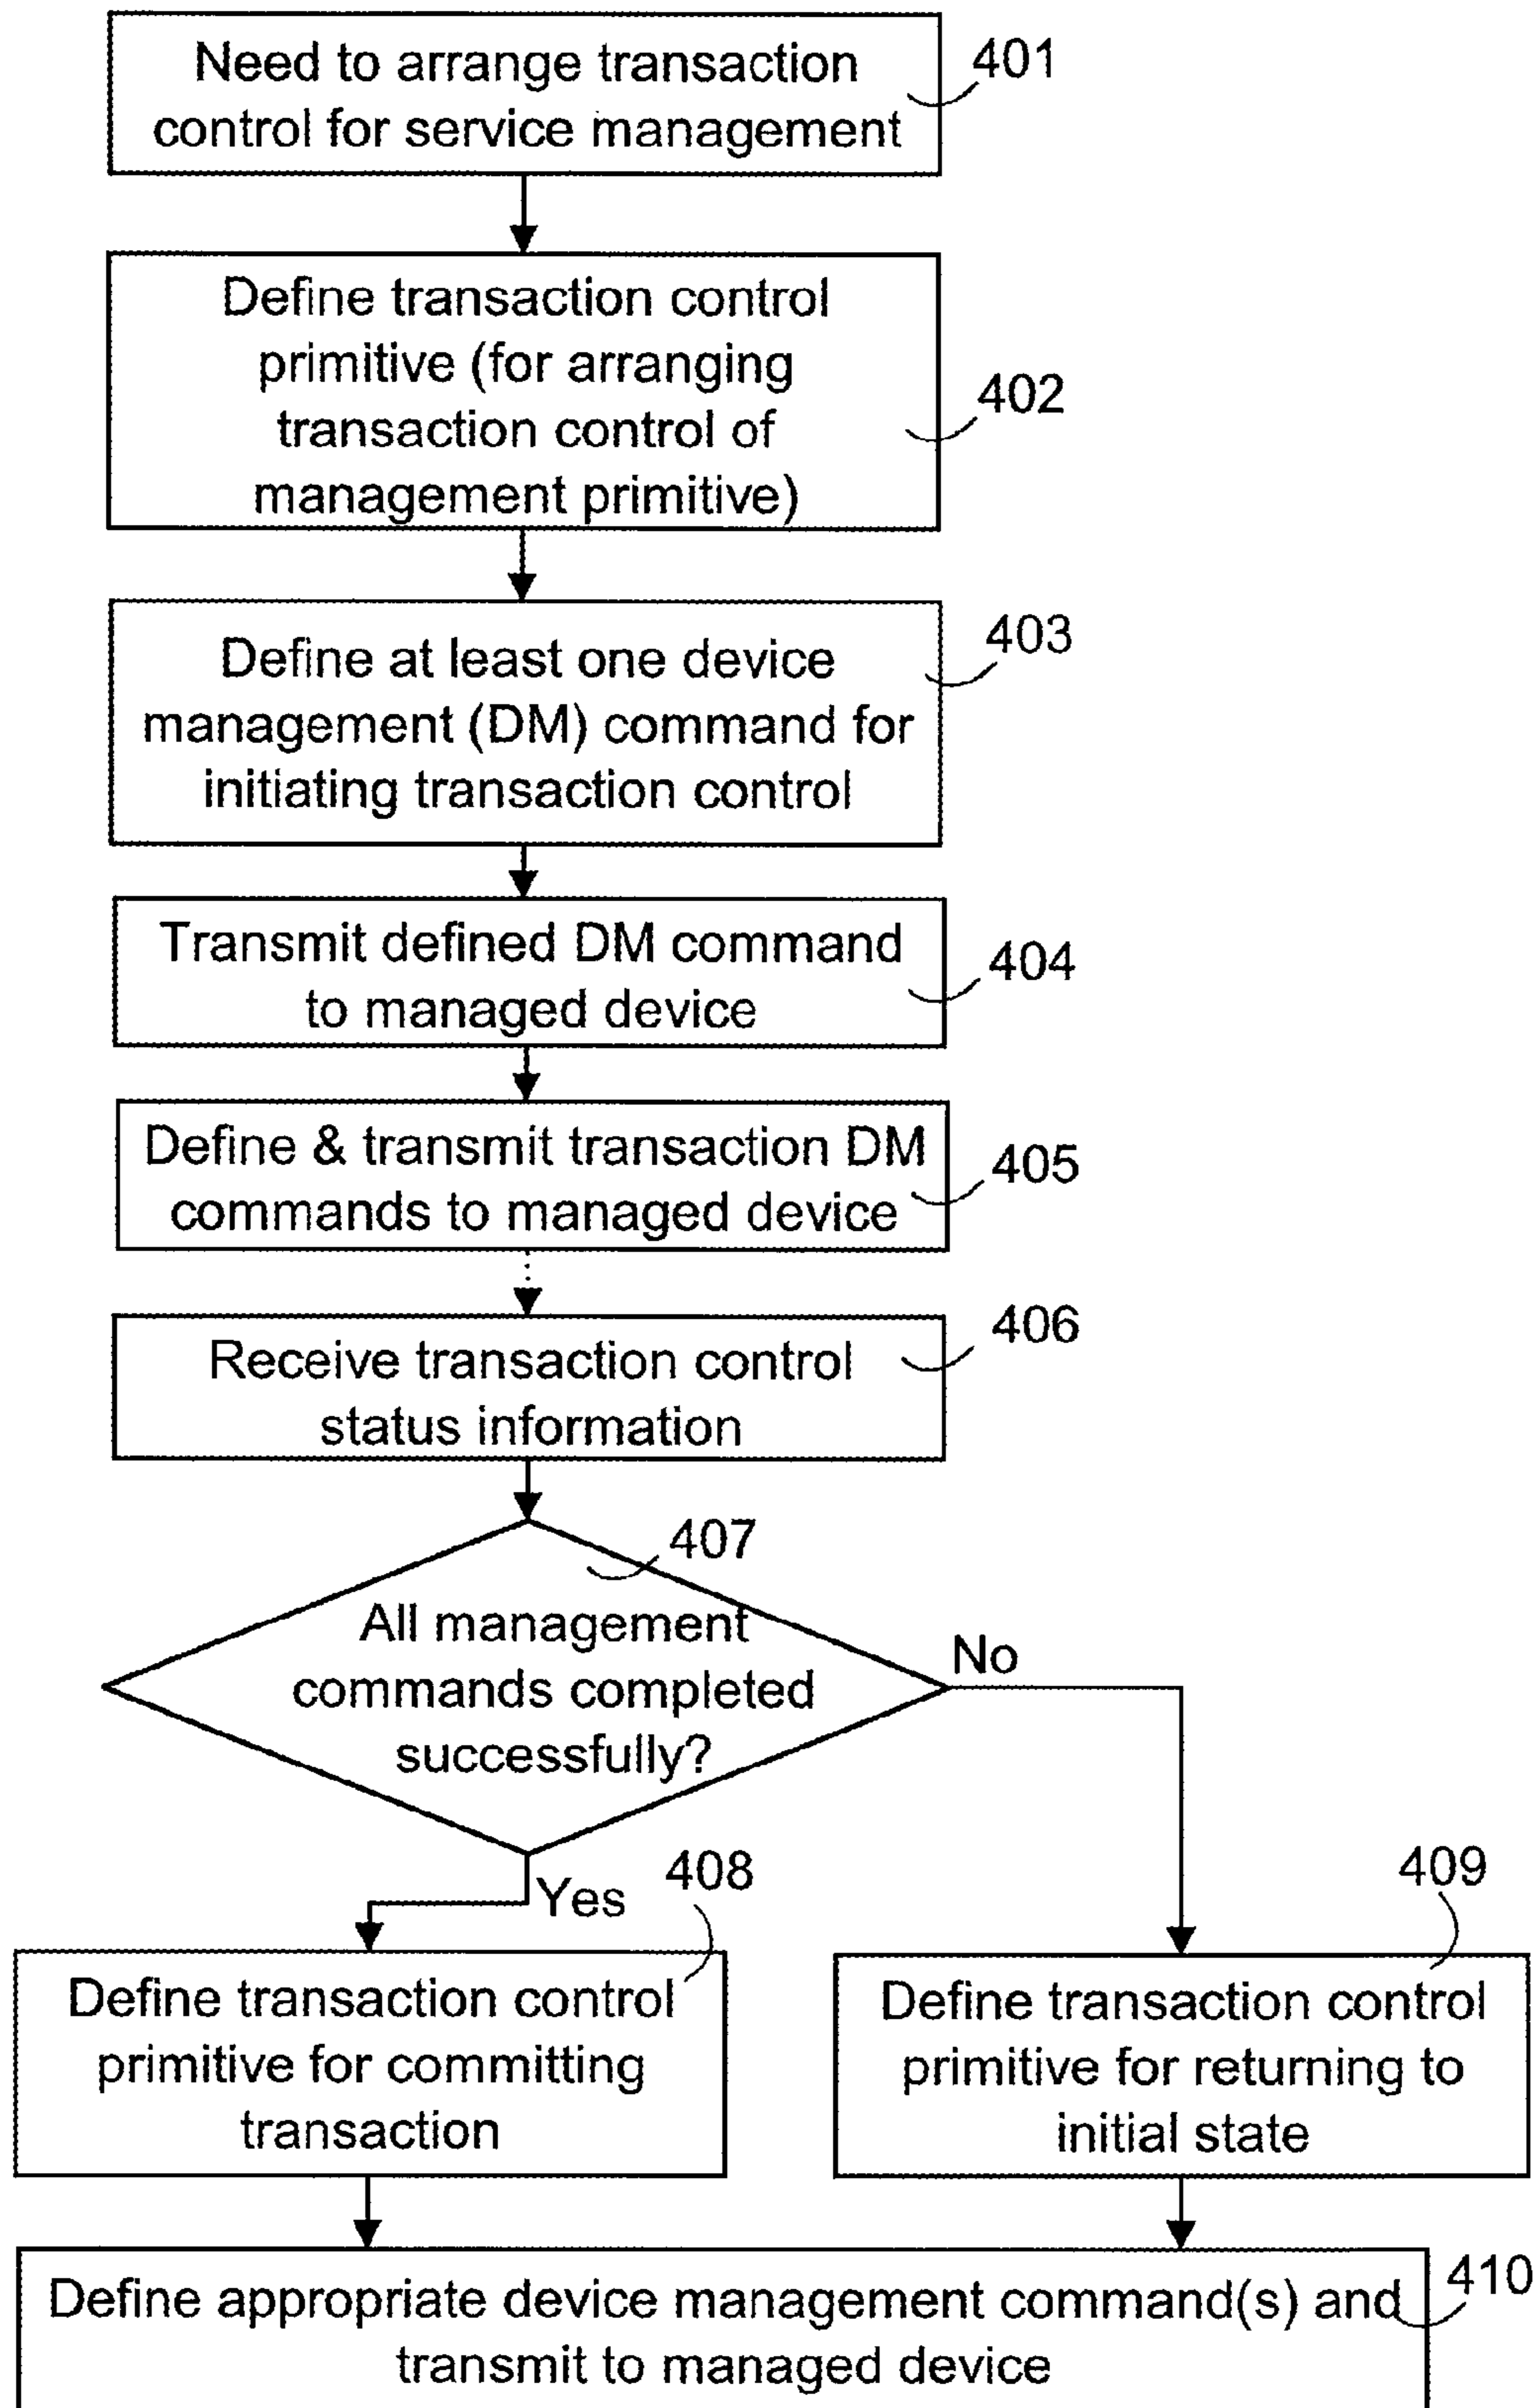 Need to arrange transaction
control for service management
401
Define transaction control
primitive (for arranging
transaction control of
management primitive)
402
Define at least one device
management (DM) command for
initiating transaction control
403
Transmit defined DM command
to managed device
404
Define & transmit transaction DM
commands to managed device
405
Receive transaction control
status information
406
407
All management
commands completed
successfully?
No
Yes
408
409
Define transaction control
primitive for committing
transaction
Define transaction control
primitive for returning to
initial state
Define appropriate device management command(s) and
transmit to managed device
410